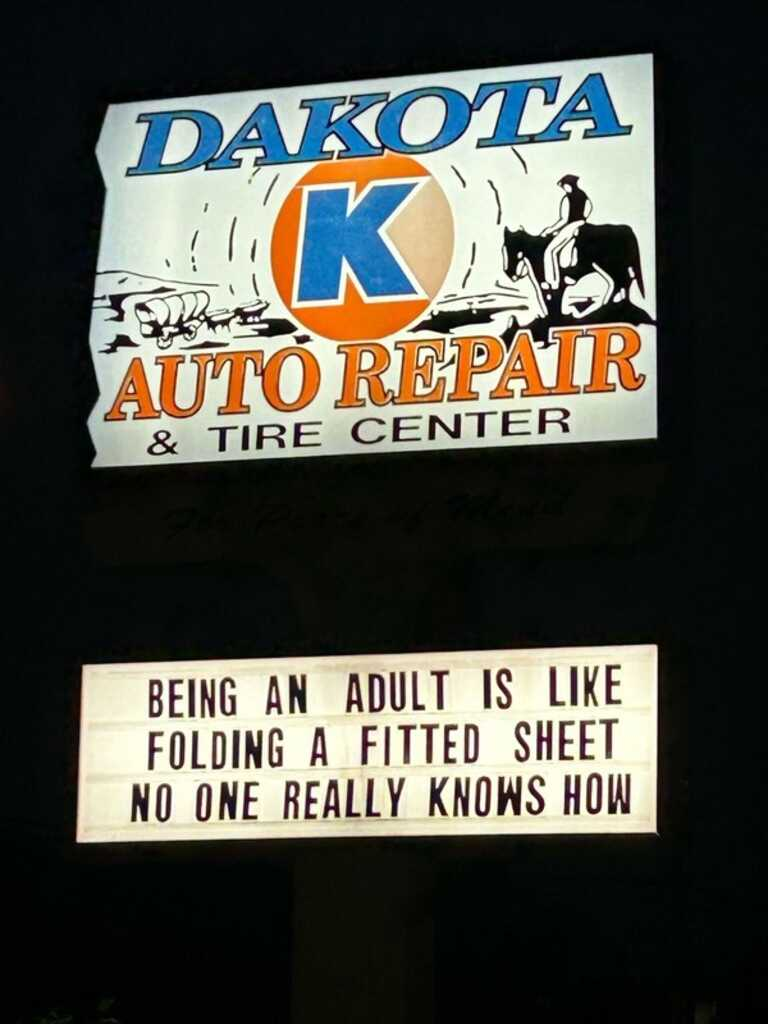 DAKOTA
K
AUTO REPAIR
& TIRE CENTER
BEING AN ADULT IS LIKE
FOLDING A FITTED SHEET
NO ONE REALLY KNOWS HOW